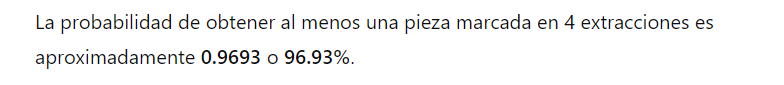 La probabilidad de obtener al menos una pieza marcada en 4 extracciones es
aproximadamente 0.9693 o 96.93%.